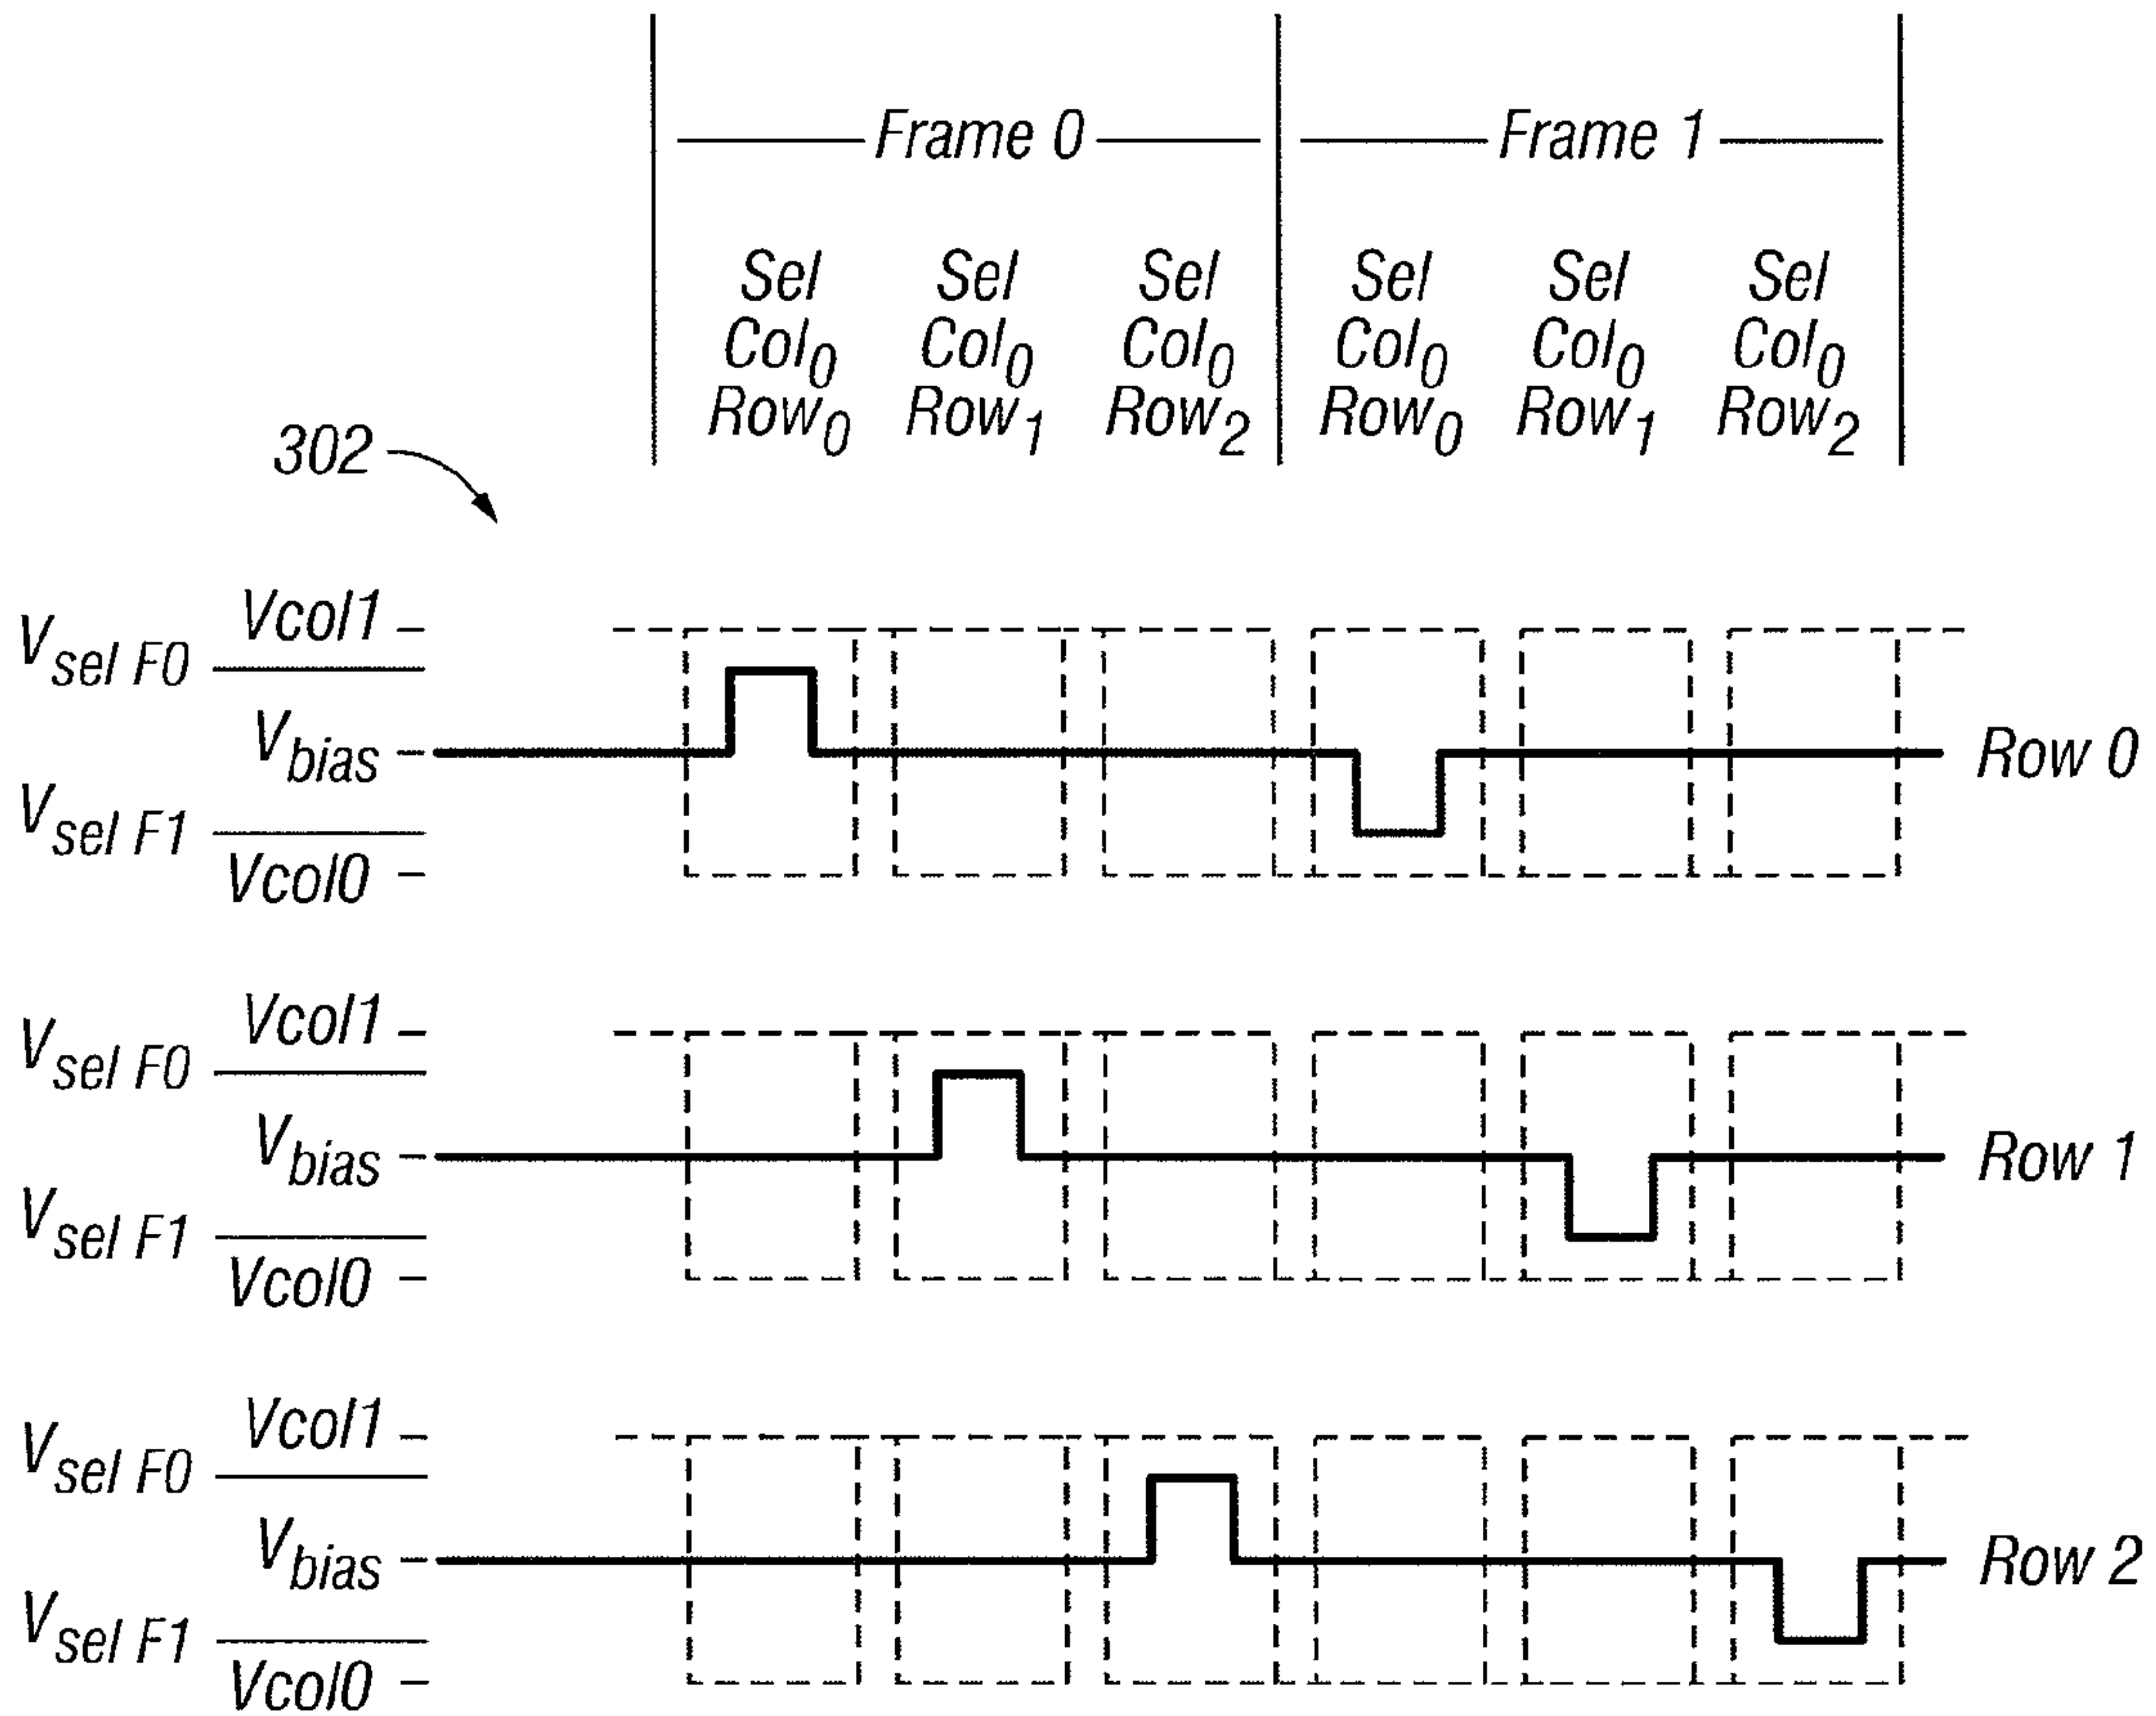 Frame 0 Frame 1
Sel Sel Sel Sel Sel Sel
Col0 Col0 Col0 Col0 Col0 Col0
Row0 Row1 Row2 Row0 Row1 Row2
302
Vcol1
Vsel F0
Vbias Row 0
Vsel F1
Vcol0
Vcol1
Vsel F0
Vbias Row 1
Vsel F1
Vcol0
Vcol1
Vsel F0
Vbias Row 2
Vsel F1
Vcol0